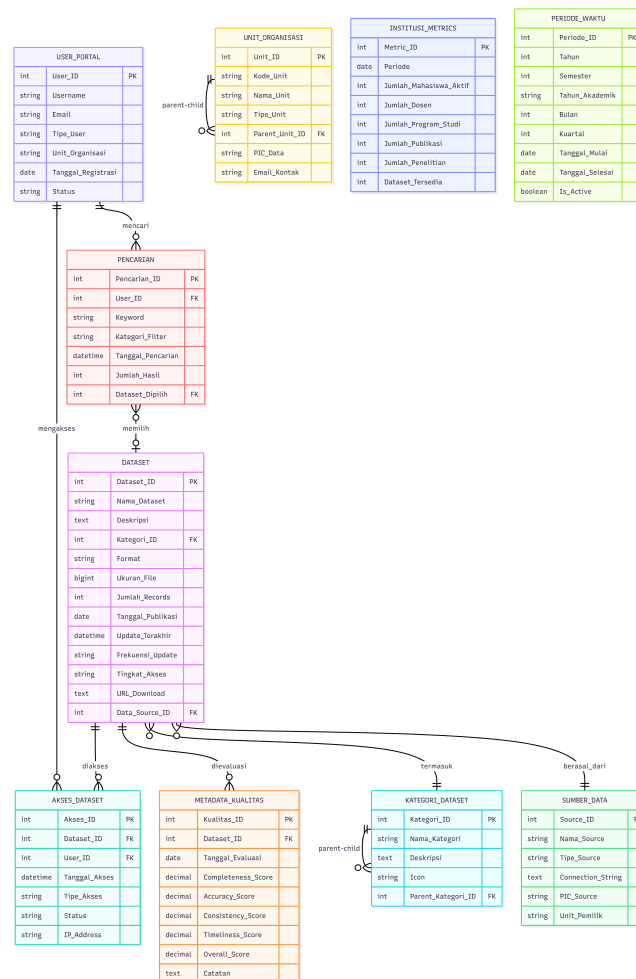 USER_PORTAL
int User_ID PK
string Username
string Email
string Tipe_User
string Unit_Organisasi
date Tanggal_Registrasi
string Status
UNIT_ORGANISASI
int Unit_ID PK
string Kode_Unit
string Nama_Unit
string Tipe_Unit
int Parent_Unit_ID FK
string PIC_Data
string Email_Kontak
parent-child
INSTITUSI_METRICS
int Metric_ID PK
date Periode
int Jumlah_Mahasiswa_Aktif
int Jumlah_Dosen
int Jumlah_Program_Studi
int Jumlah_Publikasi
int Jumlah_Penelitian
int Dataset_Tersedia
PERIODE_WAKTU
int Periode_ID PK
int Tahun
int Semester
string Tahun_Akademik
int Bulan
int Kuartal
date Tanggal_Mulai
date Tanggal_Selesai
boolean Is_Active
mencari
PENCARIAN
int Pencarian_ID PK
int User_ID FK
string Keyword
string Kategori_Filter
datetime Tanggal_Pencarian
int Jumlah_Hasil
int Dataset_Dipilih FK
mengakses
memilih
DATASET
int Dataset_ID PK
string Nama_Dataset
text Deskripsi
int Kategori_ID FK
string Format
bigint Ukuran_File
int Jumlah_Records
date Tanggal_Publikasi
datetime Update_Terakhir
string Frekuensi_Update
string Tingkat_Akses
text URL_Download
int Data_Source_ID FK
diakses
dievaluasi
termasuk
berasal_dari
AKSES_DATASET
int Akses_ID PK
int Dataset_ID FK
int User_ID FK
datetime Tanggal_Akses
string Tipe_Akses
string Status
string IP_Address
METADATA_KUALITAS
int Kualitas_ID PK
int Dataset_ID FK
date Tanggal_Evaluasi
decimal Completeness_Score
decimal Accuracy_Score
decimal Consistency_Score
decimal Timeliness_Score
decimal Overall_Score
text Catatan
KATEGORI_DATASET
int Kategori_ID PK
string Nama_Kategori
text Deskripsi
string Icon
int Parent_Kategori_ID FK
parent-child
SUMBER_DATA
int Source_ID
string Nama_Source
string Tipe_Source
text Connection_String
string PIC_Source
string Unit_Pemilik